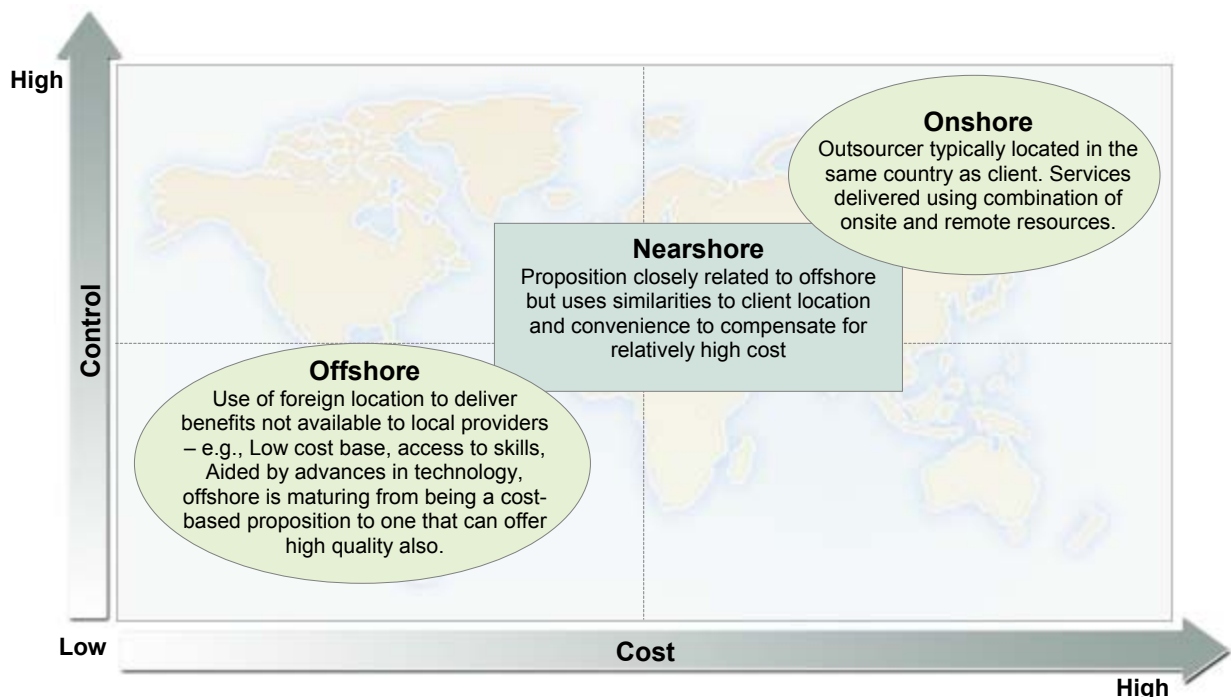 High
Onshore
Outsourcer typically located in the
same country as client. Services
delivered using combination of
onsite and remote resources.
Nearshore
Proposition closely related to offshore
but uses similarities to client location
and convenience to compensate for
relatively high cost
Control
Offshore
Use of foreign location to deliver
benefits not available to local providers
– e.g., Low cost base, access to skills,
Aided by advances in technology,
offshore is maturing from being a cost-
based proposition to one that can offer
high quality also.
Low
Cost
High